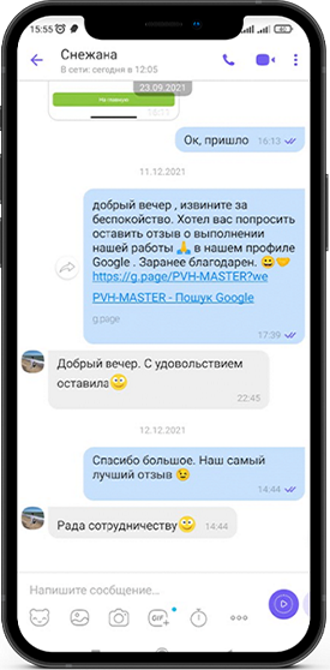 15:55
Снежана
В сети: сегодня в 12:05
23.09.2021
На главную
16:11
Ок, пришло 16:13
11.12.2021
добрый вечер , извините за
беспокойство. Хотел вас попросить
оставить отзыв о выполнении
нашей работы 🙏 в нашем профиле
Google . Заранее благодарен. 😀🤝
https://g.page/PVH-MASTER?we
PVH-MASTER - Пошук Google
g.page
17:39
Добрый вечер. С удовольствием
оставила🙂
22:45
12.12.2021
Спасибо большое. Наш самый
лучший отзыв 😉
14:44
Рада сотрудничеству🙂 14:44
Напишите сообщение...
GIF+